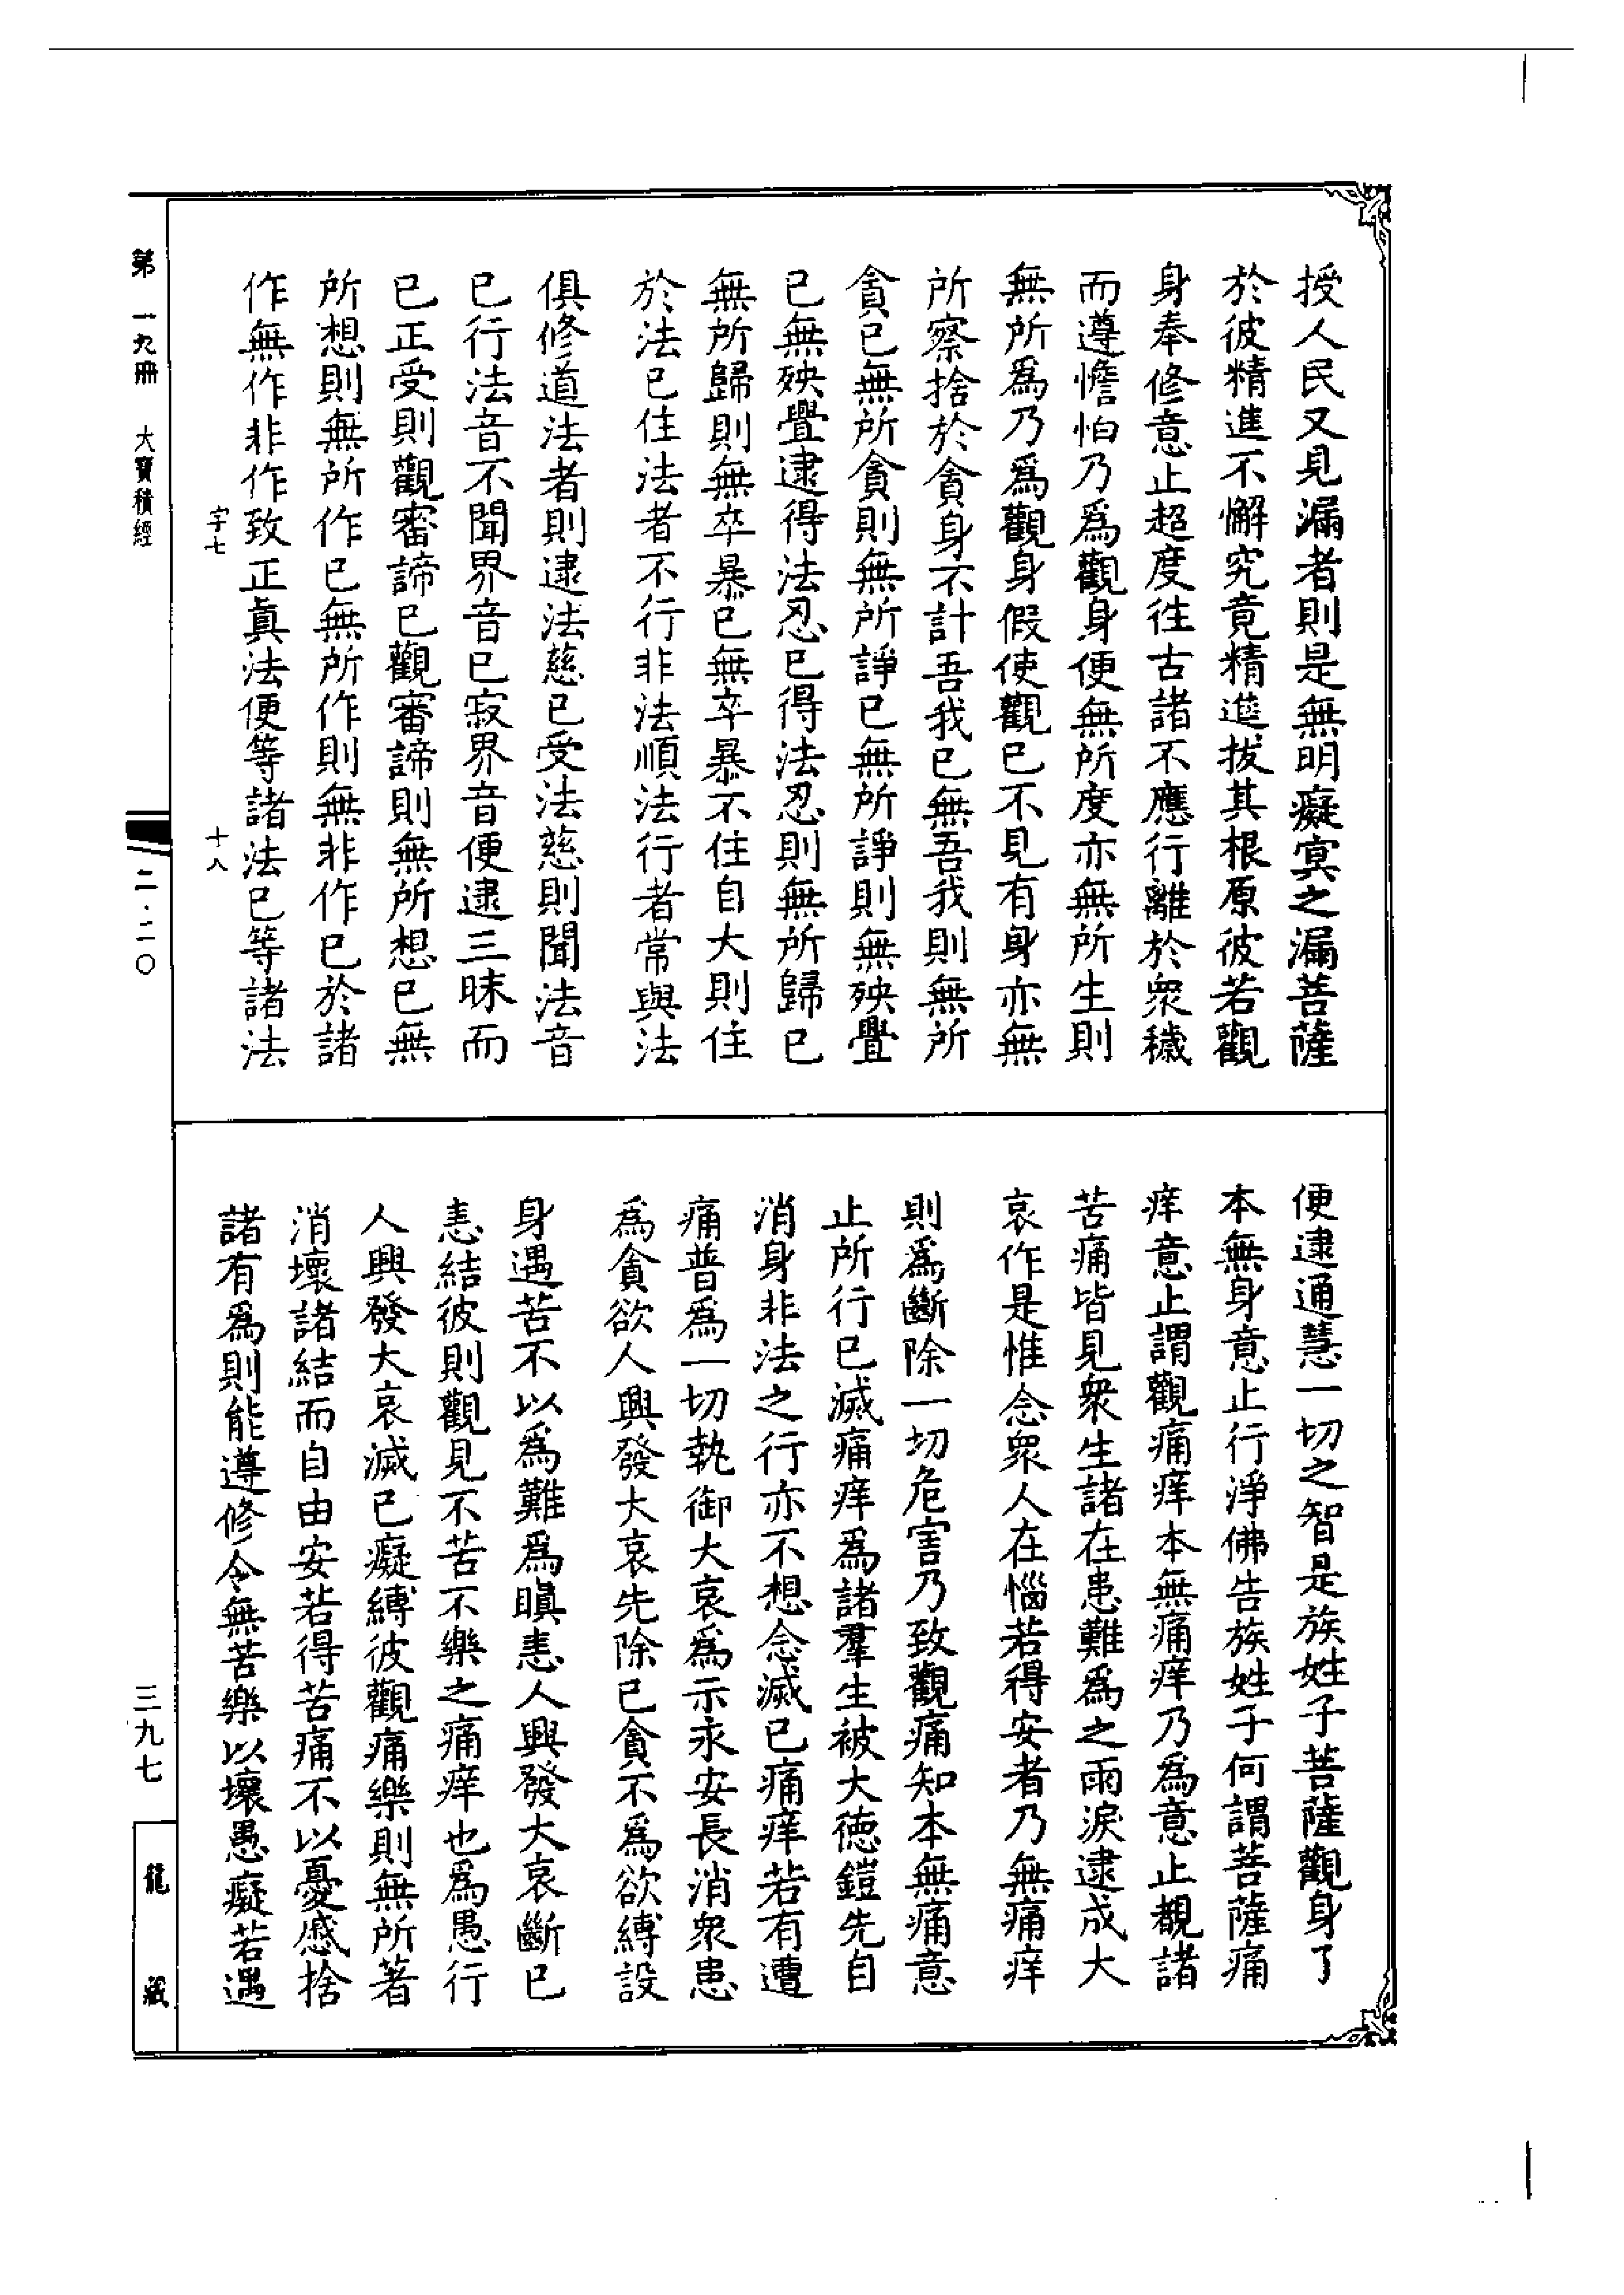 授人民又見漏者則是無明癡冥之漏菩薩
於彼精進不懈究竟精進拔其根原彼若觀
身奉修意止超度往古諸不應行離於衆穢
而遵憺怕乃爲觀身便無所度亦無所生則
無所爲乃爲觀身假使觀已不見有身亦無
所察捨於貪身不計吾我已無吾我則無所
貪已無所貪則無所諍已無所諍則無殃舋
已無殃舋逮得法忍已得法忍則無所歸已
無所歸則無卒暴已無卒暴不住自大則住
於法已住法者不行非法順法行者常與法
俱修道法者則逮法慈已受法慈則聞法音
已行法音不聞界音已寂界音便逮三昧而
已正受則觀審諦已觀審諦則無所想已無
所想則無所作已無所作則無非作已於諸
作無作非作致正真法便等諸法已等諸法
字七 十八
便逮通慧一切之智是族姓子菩薩觀身了
本無身意止行淨佛告族姓子何謂菩薩痛
痒意止謂觀痛痒本無痛痒乃爲意止覩諸
苦痛皆見衆生諸在患難爲之雨淚逮成大
哀作是惟念衆人在惱若得安者乃無痛痒
則爲斷除一切危害乃致觀痛知本無痛意
止所行已滅痛痒爲諸羣生被大德鎧先自
消身非法之行亦不想念滅已痛痒若有遭
痛普爲一切執御大哀爲示永安長消衆患
爲貪欲人興發大哀先除已貪不爲欲縛設
身遇苦不以爲難爲瞋恚人興發大哀斷已
恚結彼則觀見不苦不樂之痛痒也爲愚行
人興發大哀滅已癡縛彼觀痛樂則無所著
消壞諸結而自由安若得苦痛不以憂慼捨
諸有爲則能遵修令無苦樂以壞愚癡若遇
第一九冊 大寶積經
二·二〇
三九七
龍藏